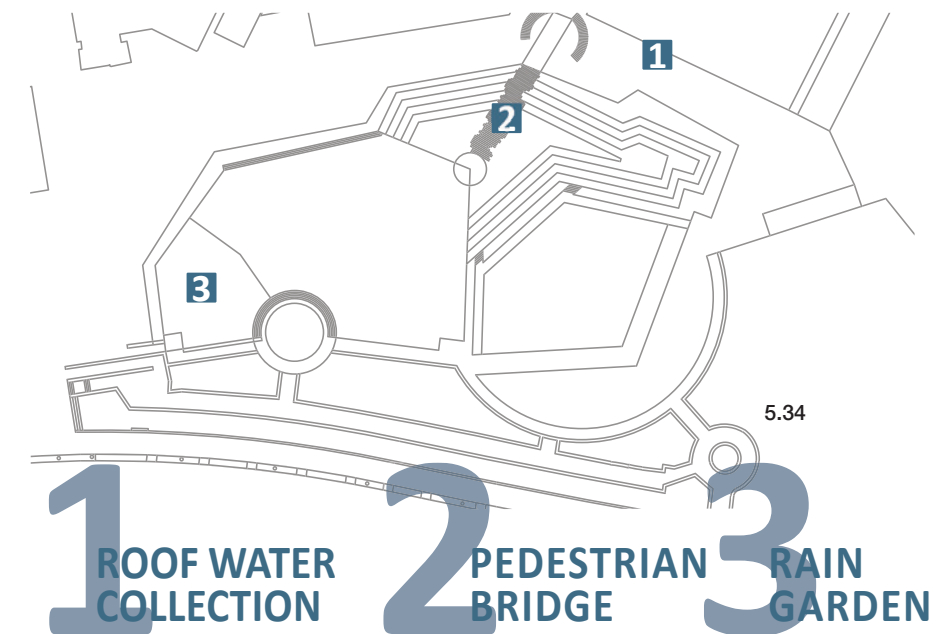 1
2
3
5.34
1 ROOF WATER
COLLECTION
2 PEDESTRIAN
BRIDGE
3 RAIN
GARDEN